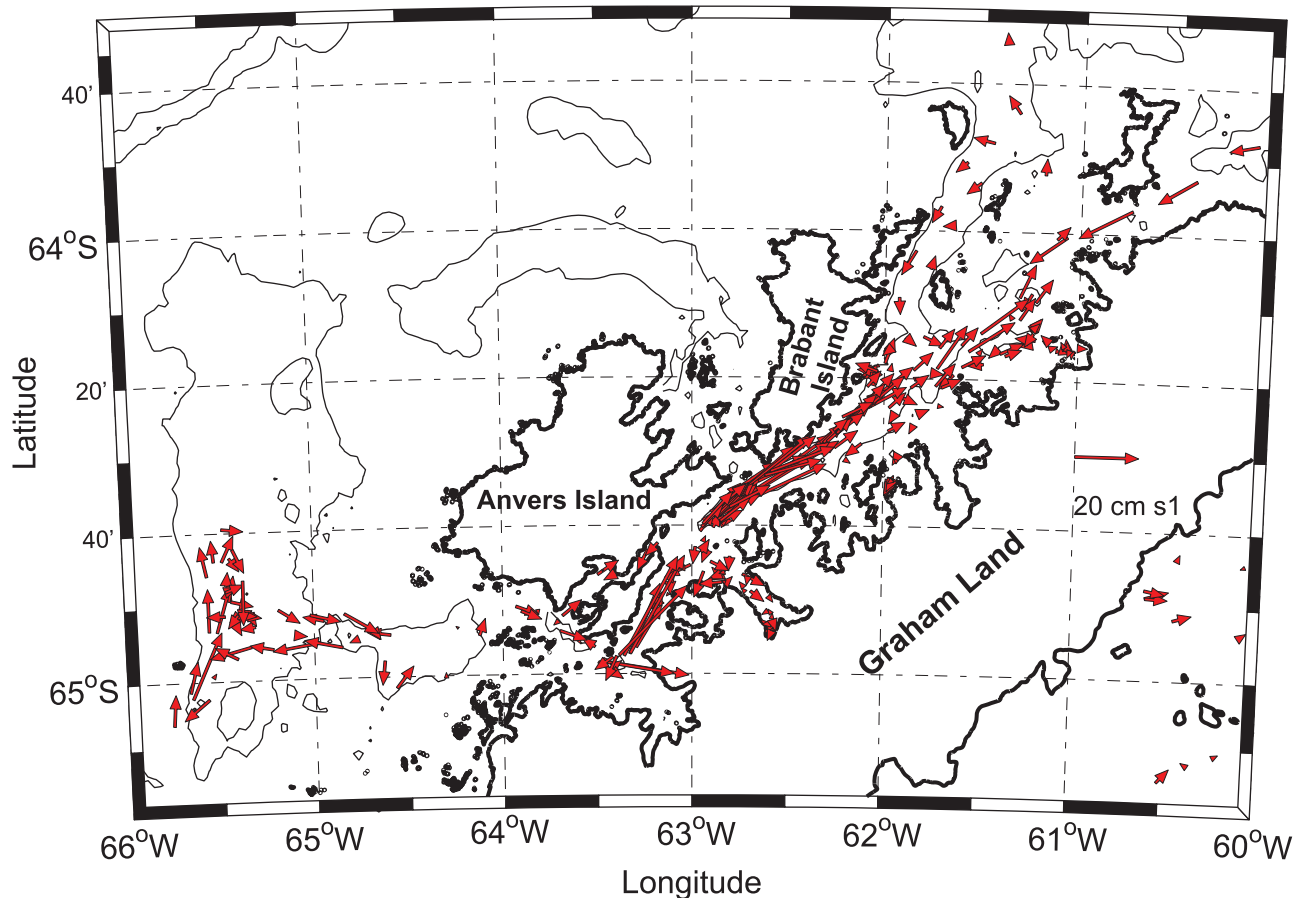 40'
64°S
Brabant
Island
20'
Latitude
Anvers Island
20 cm s1
40'
Graham Land
65°S
66°W
65°W
64°W
63°W
62°W
61°W
60°W
Longitude